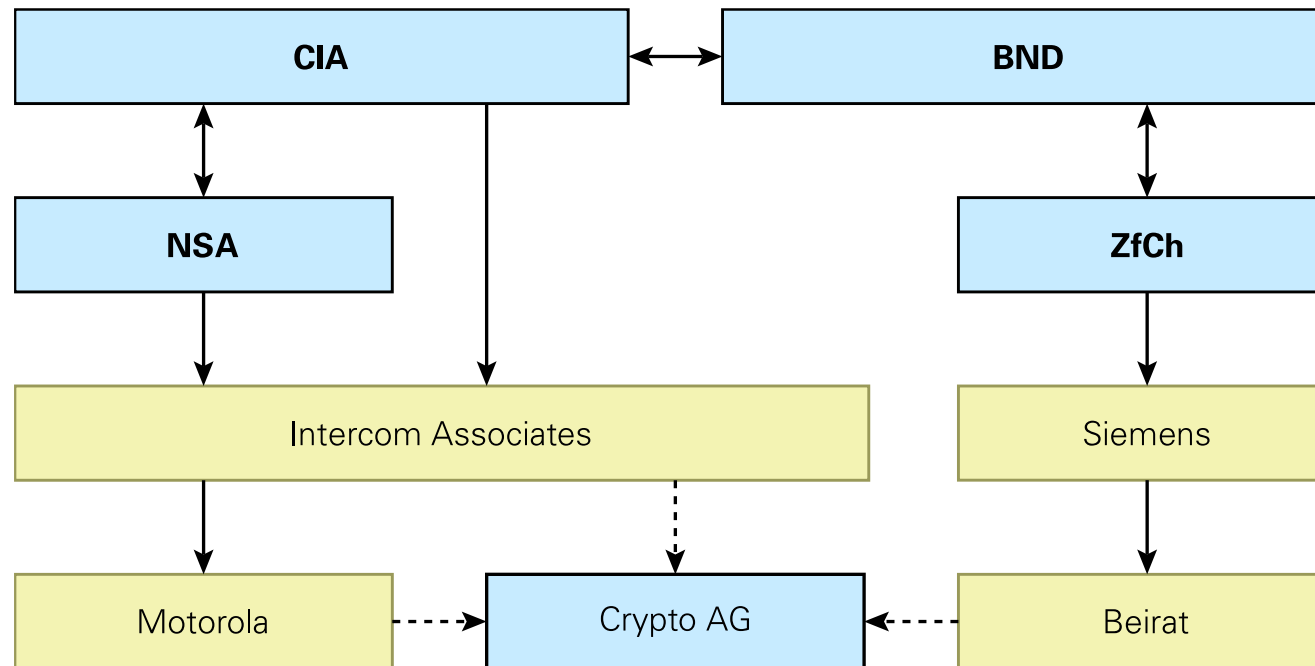 CIA
BND
NSA
ZfCh
Intercom Associates
Siemens
Motorola
Crypto AG
Beirat